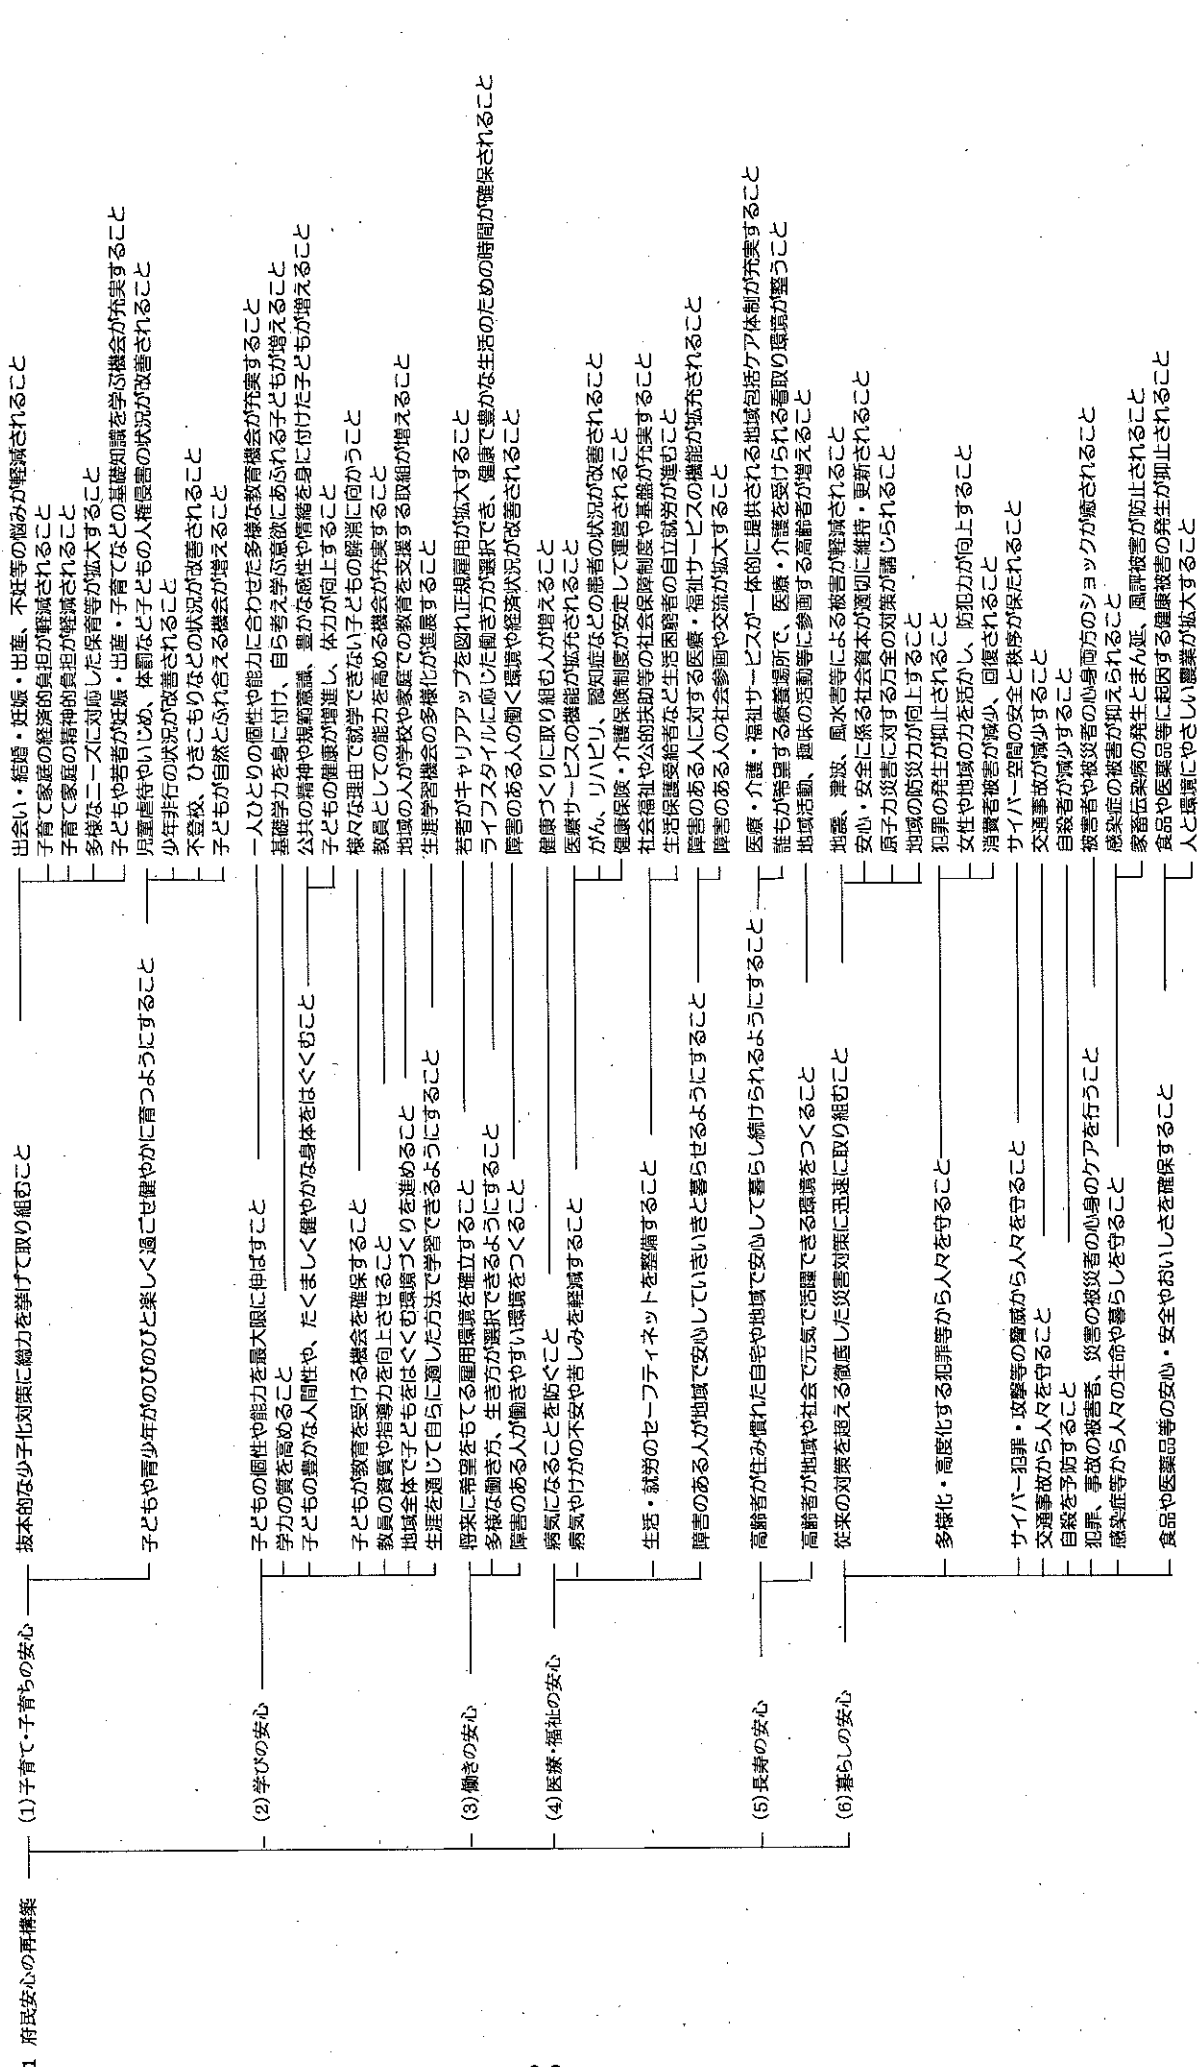 1 府民安心の再構築
(1)子育て・子育ちの安心
抜本的な少子化対策に総力を挙げて取り組むこと
出会い・結婚・妊娠・出産、不妊等の悩みが軽減されること
子育て家庭の経済的負担が軽減されること
子育て家庭の精神的負担が軽減されること
多様なニーズに対応した保育等が拡大すること
子どもや若者が妊娠・出産・子育てなどの基礎知識を学ぶ機会が充実すること
子どもや青少年がのびのびと楽しく過ごせ健やかに育つようにすること
児童虐待やいじめ、体罰など子どもの人権侵害の状況が改善されること
少年非行の状況が改善されること
不登校、ひきこもりなどの状況が改善されること
子どもが自然とふれ合える機会が増えること
(2)学びの安心
子どもの個性や能力を最大限に伸ばすこと
一人ひとりの個性や能力に合わせた多様な教育機会が充実すること
学力の質を高めること
基礎学力を身に付け、自ら考え学ぶ意欲にあふれる子どもが増えること
子どもの豊かな人間性や、たくましく健やかな身体をはぐくむこと
公共の精神や規範意識、豊かな感性や情緒を身に付けた子どもが増えること
子どもの健康が増進し、体力が向上すること
子どもが教育を受ける機会を確保すること
様々な理由で就学できない子どもの解消に向かうこと
教員の資質や指導力を向上させること
教員としての能力を高める機会が充実すること
地域全体で子どもをはぐくむ環境づくりを進めること
地域の人が学校や家庭での教育を支援する取組が増えること
生涯を通じて自らに適した方法で学習できるようにすること
生涯学習機会の多様化が進展すること
(3)働きの安心
将来に希望をもてる雇用環境を確立すること
若者がキャリアアップを図れ正規雇用が拡大すること
多様な働き方、生き方が選択できるようにすること
ライフスタイルに応じた働き方が選択でき、健康で豊かな生活のための時間が確保されること
障害のある人が働きやすい環境をつくること
障害のある人の働く環境や経済状況が改善されること
(4)医療・福祉の安心
病気になることを防ぐこと
健康づくりに取り組む人が増えること
病気やけがの不安や苦しみを軽減すること
医療サービスの機能が拡充されること
がん、リハビリ、認知症などの患者の状況が改善されること
健康保険・介護保険制度が安定して運営されること
生活・就労のセーフティネットを整備すること
社会福祉や公的扶助等の社会保障制度や基盤が充実すること
生活保護受給者など生活困窮者の自立就労が進むこと
障害のある人が地域で安心していきいきと暮らせるようにすること
障害のある人に対する医療・福祉サービスの機能が拡充されること
障害のある人の社会参画や交流が拡大すること
(5)長寿の安心
高齢者が住み慣れた自宅や地域で安心して暮らし続けられるようにすること
医療・介護・福祉サービスが一体的に提供される地域包括ケア体制が充実すること
誰もが希望する療養場所で、医療・介護を受けられる看取り環境が整うこと
高齢者が地域や社会で元気で活躍できる環境をつくること
地域活動、趣味の活動等に参画する高齢者が増えること
(6)暮らしの安心
従来の対策を超える徹底した災害対策に迅速に取り組むこと
地震、津波、風水害等による被害が軽減されること
安心・安全に係る社会資本が適切に維持・更新されること
原子力災害に対する万全の対策が講じられること
地域の防災力が向上すること
多様化・高度化する犯罪等から人々を守ること
犯罪の発生が抑止されること
女性や地域の力を活かし、防犯力が向上すること
消費者被害が減少、回復されること
サイバー犯罪・攻撃等の脅威から人々を守ること
サイバー空間の安全と秩序が保たれること
交通事故から人々を守ること
交通事故が減少すること
自殺を予防すること
自殺者が減少すること
犯罪、事故の被害者、災害の被災者の心身のケアを行うこと
被害者や被災者の心身両方のショックが癒されること
感染症等から人々の生命や暮らしを守ること
感染症の被害が抑えられること
家畜伝染病の発生とまん延、風評被害が防止されること
食品や医薬品等の安心・安全やおいしさを確保すること
食品や医薬品等に起因する健康被害の発生が抑止されること
人と環境にやさしい農業が拡大すること